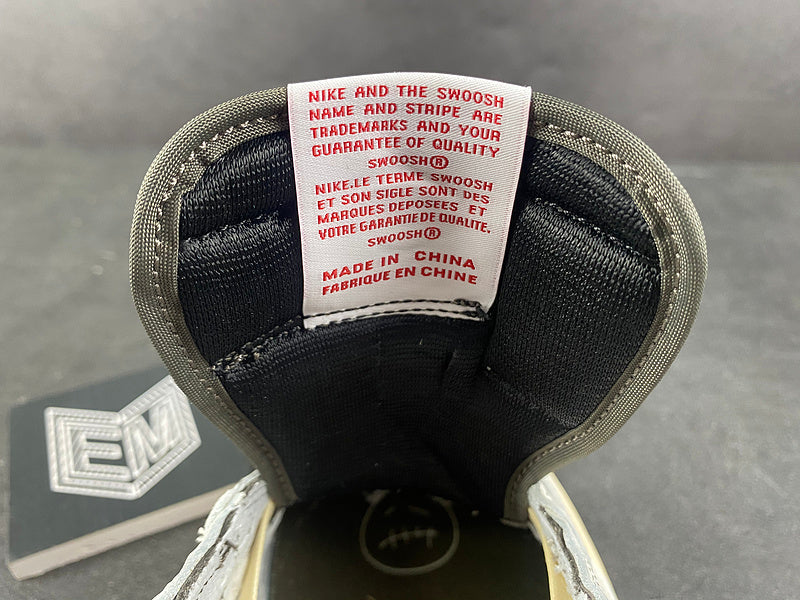 NIKE AND THE SWOOSH
NAME AND STRIPE ARE
TRADEMARKS AND YOUR
GUARANTEE OF QUALITY
SWOOSH®
NIKE.LE TERME SWOOSH
ET SON SIGLE SONT DES
MARQUES DEPOSEES ET
VOTRE GARANTIE DE QUALITE.
SWOOSH®
MADE IN CHINA
FABRIQUE EN CHINE
EM